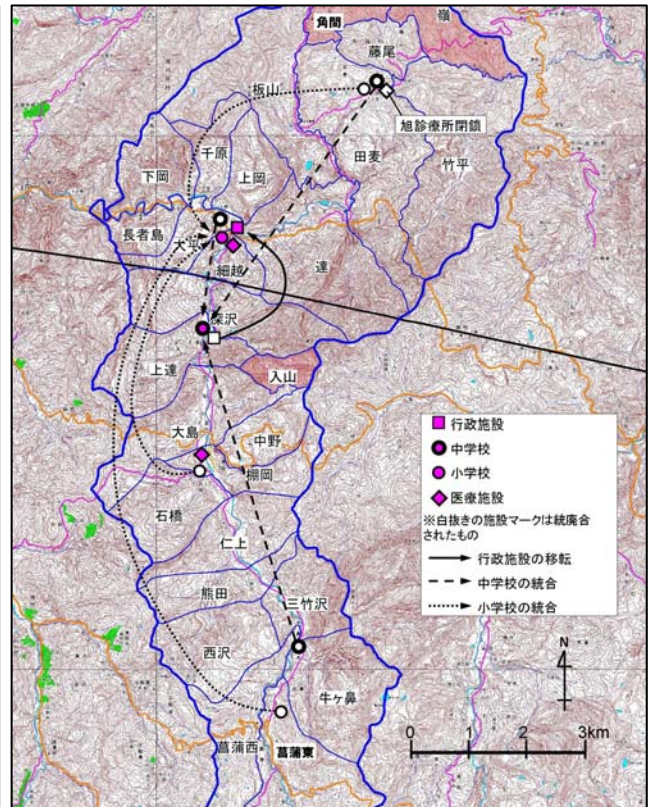 角間
嶺
藤尾
板山
旭診療所閉鎖
千原
田麦
下岡
上岡
竹平
長者島
大平
細越
達
深沢
上達
入山
行政施設
中学校
小学校
医療施設
※白抜きの施設マークは統廃合
されたもの
行政施設の移転
中学校の統合
小学校の統合
大島
中野
棚岡
石橋
仁上
熊田
三竹沢
西沢
N
牛ヶ鼻
菖蒲西
菖蒲東
0 1 2 3km